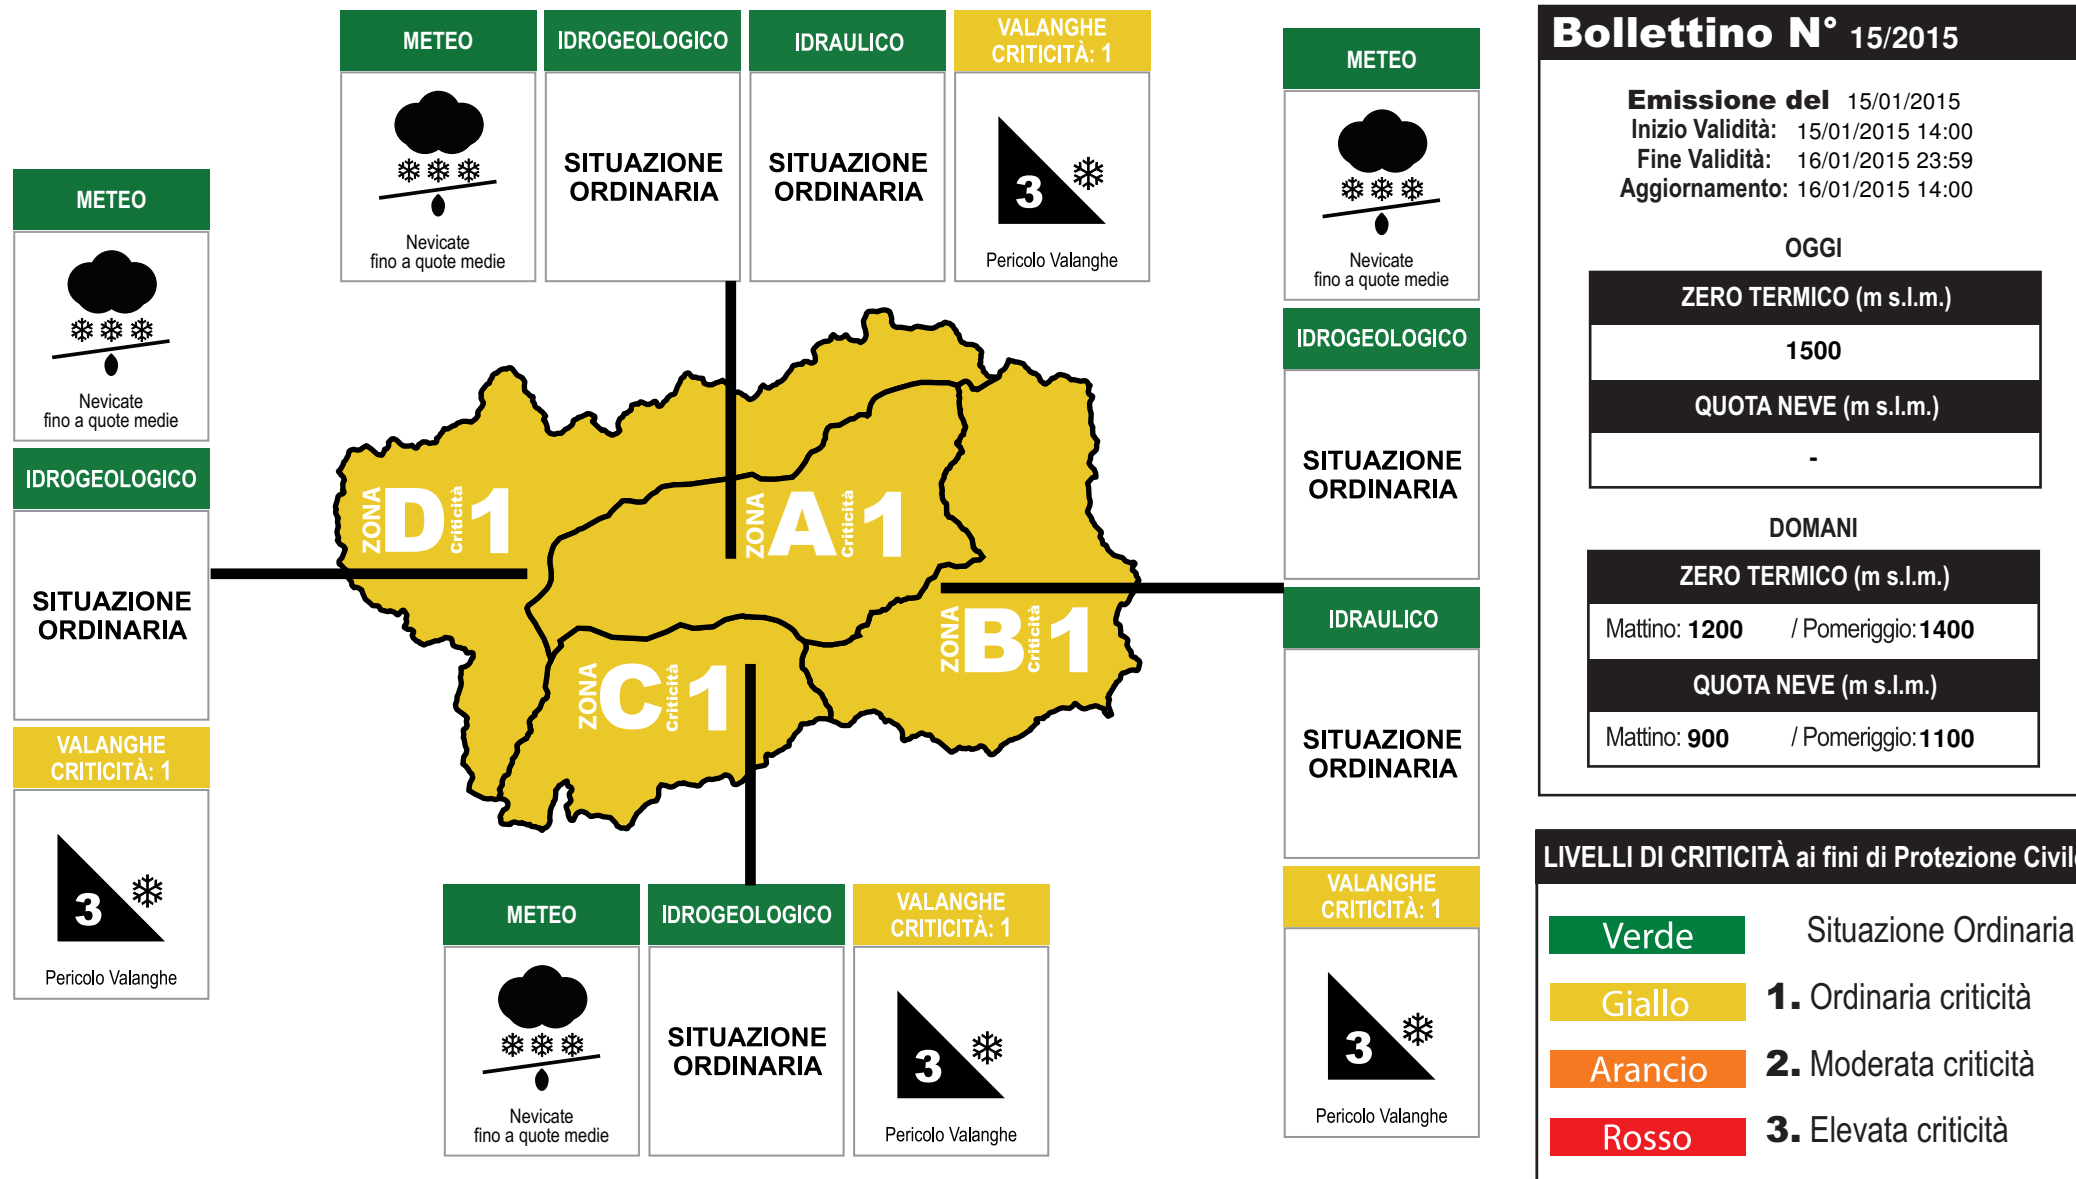 METEO
Nevicate
fino a quote medie
IDROGEOLOGICO
SITUAZIONE
ORDINARIA
VALANGHE
CRITICITÀ: 1
3
Pericolo Valanghe
METEO
Nevicate
fino a quote medie
IDROGEOLOGICO
SITUAZIONE
ORDINARIA
IDRAULICO
SITUAZIONE
ORDINARIA
VALANGHE
CRITICITÀ: 1
3
Pericolo Valanghe
ZONA D Criticità 1
ZONA A Criticità 1
ZONA B Criticità 1
ZONA C Criticità 1
METEO
Nevicate
fino a quote medie
IDROGEOLOGICO
SITUAZIONE
ORDINARIA
VALANGHE
CRITICITÀ: 1
3
Pericolo Valanghe
METEO
Nevicate
fino a quote medie
IDROGEOLOGICO
SITUAZIONE
ORDINARIA
IDRAULICO
SITUAZIONE
ORDINARIA
VALANGHE
CRITICITÀ: 1
3
Pericolo Valanghe
Bollettino N° 15/2015
Emissione del 15/01/2015
Inizio Validità: 15/01/2015 14:00
Fine Validità: 16/01/2015 23:59
Aggiornamento: 16/01/2015 14:00
OGGI
ZERO TERMICO (m s.l.m.)
1500
QUOTA NEVE (m s.l.m.)
-
DOMANI
ZERO TERMICO (m s.l.m.)
Mattino: 1200 / Pomeriggio: 1400
QUOTA NEVE (m s.l.m.)
Mattino: 900 / Pomeriggio: 1100
LIVELLI DI CRITICITÀ ai fini di Protezione Civile
Verde Situazione Ordinaria
Giallo 1. Ordinaria criticità
Arancio 2. Moderata criticità
Rosso 3. Elevata criticità